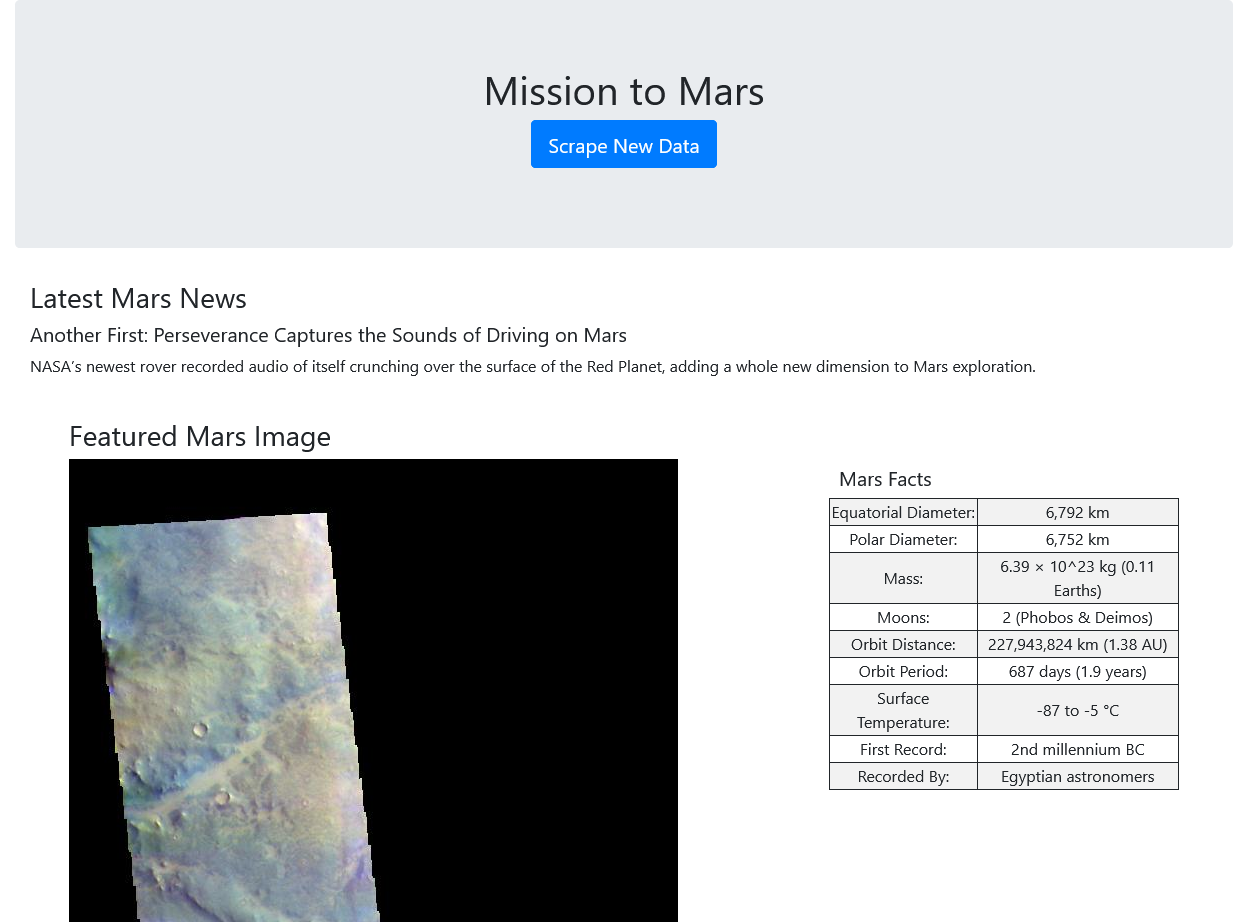 Mission to Mars
Scrape New Data
Latest Mars News
Another First: Perseverance Captures the Sounds of Driving on Mars
NASA’s newest rover recorded audio of itself crunching over the surface of the Red Planet, adding a whole new dimension to Mars exploration.
Featured Mars Image
Mars Facts
Equatorial Diameter: 6,792 km
Polar Diameter: 6,752 km
Mass: 6.39 × 10^23 kg (0.11
Earths)
Moons: 2 (Phobos & Deimos)
Orbit Distance: 227,943,824 km (1.38 AU)
Orbit Period: 687 days (1.9 years)
Surface
Temperature: -87 to -5 °C
First Record: 2nd millennium BC
Recorded By: Egyptian astronomers